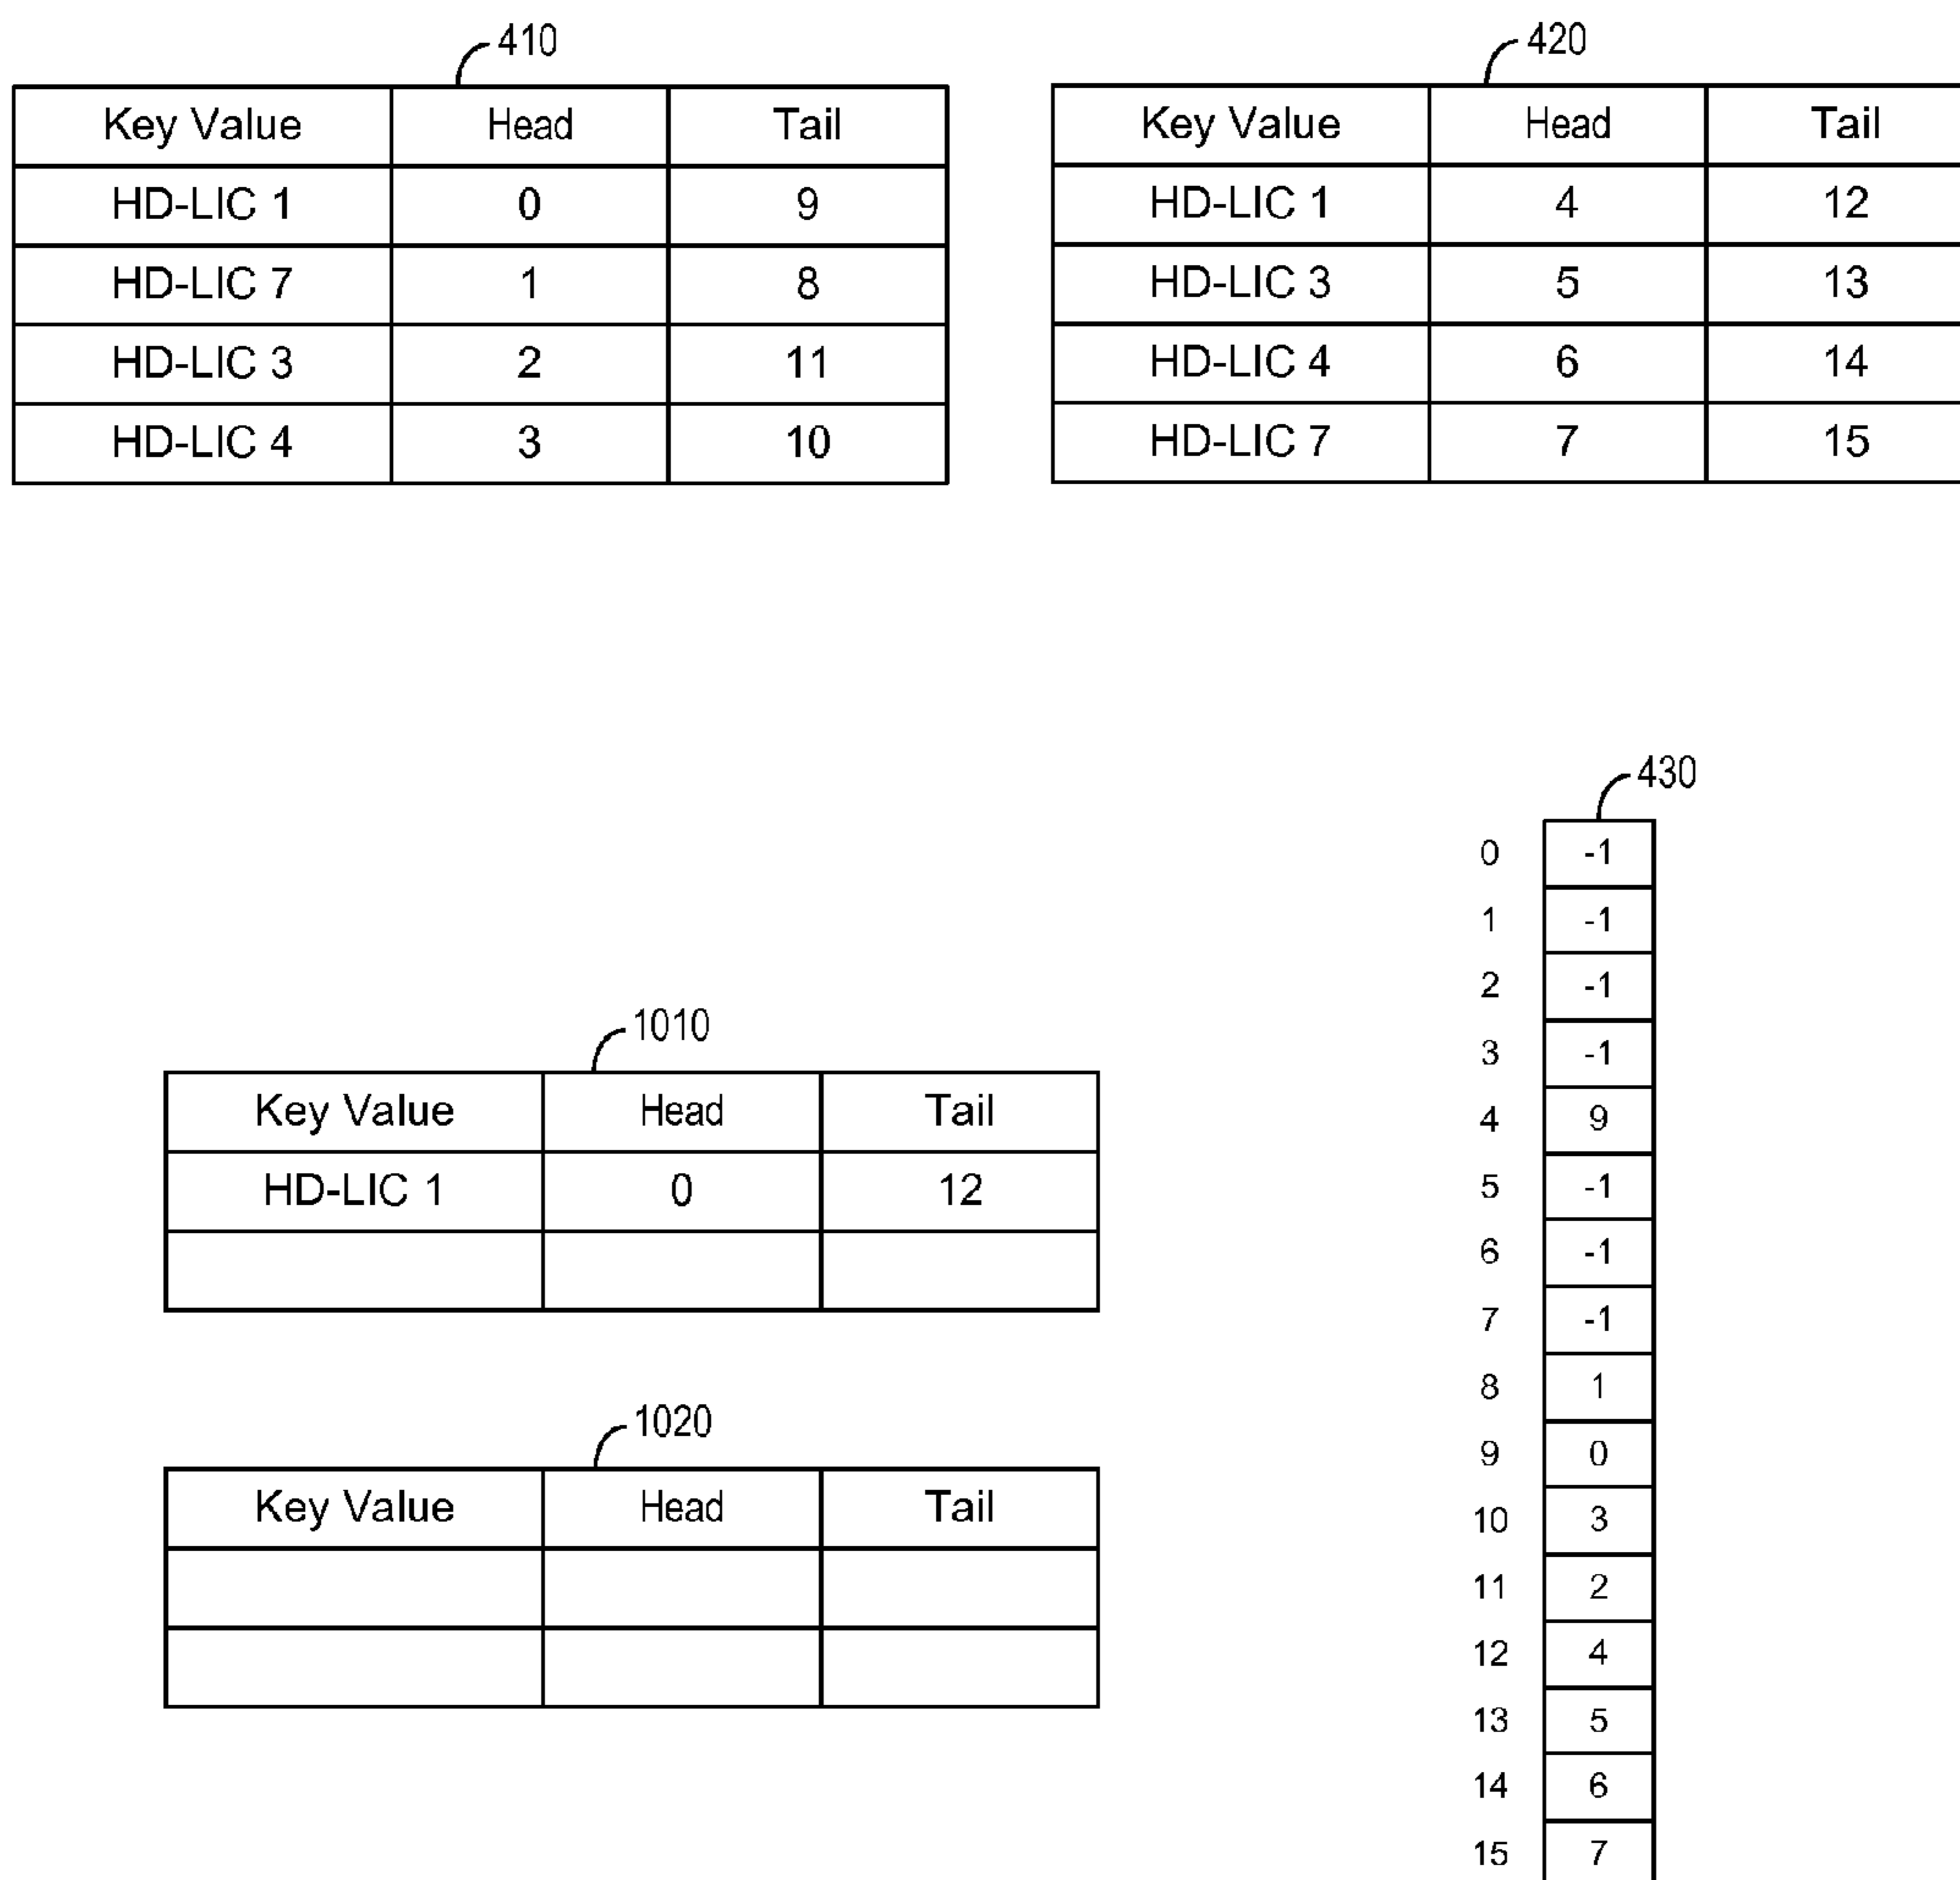 410
Key Value Head Tail
HD-LIC 1 0 9
HD-LIC 7 1 8
HD-LIC 3 2 11
HD-LIC 4 3 10
420
Key Value Head Tail
HD-LIC 1 4 12
HD-LIC 3 5 13
HD-LIC 4 6 14
HD-LIC 7 7 15
1010
Key Value Head Tail
HD-LIC 1 0 12
1020
Key Value Head Tail
430
0 -1
1 -1
2 -1
3 -1
4 9
5 -1
6 -1
7 -1
8 1
9 0
10 3
11 2
12 4
13 5
14 6
15 7